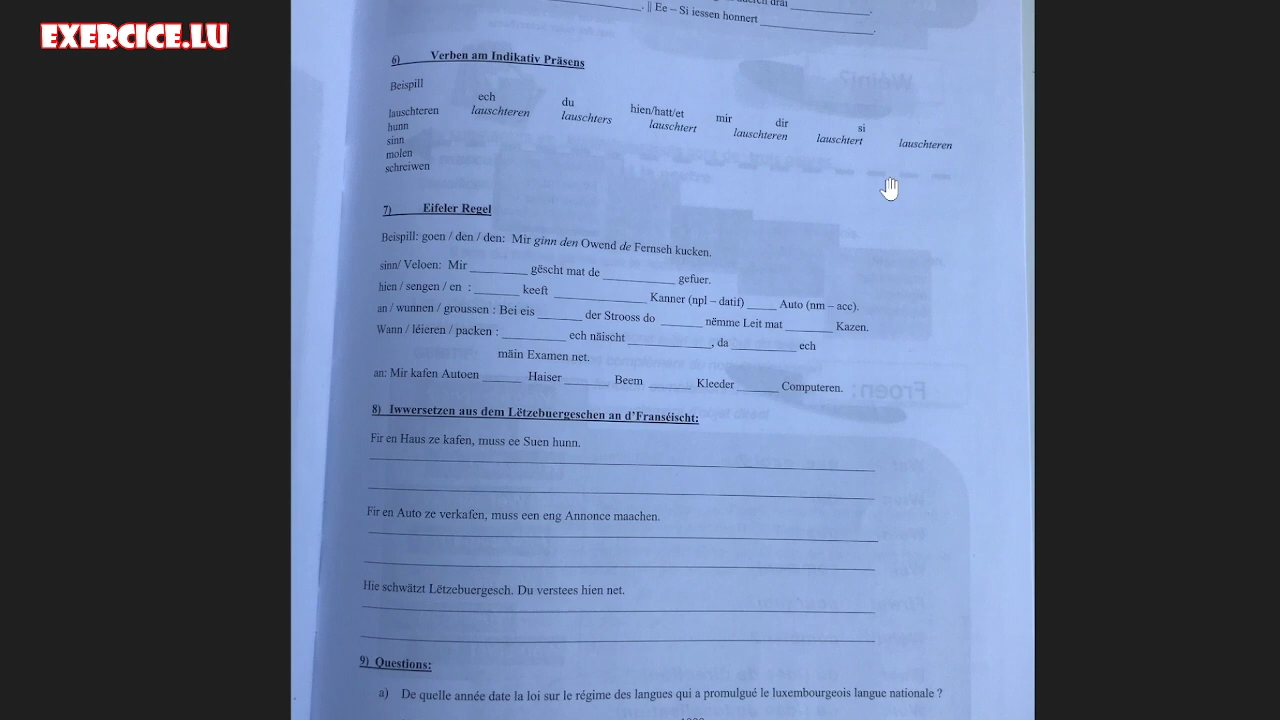 EXERCICE.LU
. || Ee – Si iessen honnert ____________________.
6) Verben am Indikativ Präsens
Beispill
ech du hien/hatt/et mir dir si
lauschteren lauschteren lauschters lauschtert lauschteren lauschtert lauschteren
hunn
sinn
molen
schreiwen
7) Eifeler Regel
Beispill: goen / den / den: Mir ginn den Owend de Fernseh kucken.
sinn/ Veloen: Mir _________ gëscht mat de ___________ gefuer.
hien / sengen / en : _______ keeft ______________ Kanner (npl – datif) ____ Auto (nm – acc).
an / wunnen / groussen : Bei eis _______ der Strooss do ______ nëmme Leit mat _______ Kazen.
Wann / léieren / packen : __________ ech näischt _____________, da __________ ech
mäin Examen net.
an: Mir kafen Autoen ______ Haiser ______ Beem ______ Kleeder ______ Computeren.
8) Iwwersetzen aus dem Lëtzebuergeschen an d’Franséischt:
Fir en Haus ze kafen, muss ee Suen hunn.
Fir en Auto ze verkafen, muss een eng Annonce maachen.
Hie schwätzt Lëtzebuergesch. Du verstees hien net.
9) Questions:
a) De quelle année date la loi sur le régime des langues qui a promulgué le luxembourgeois langue nationale ?